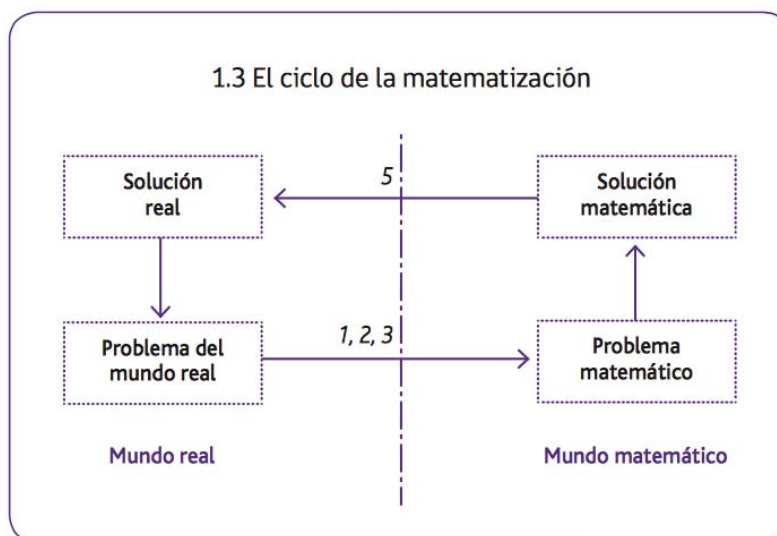 1.3 El ciclo de la matematización
Solución
real
5
Solución
matemática
Problema del
mundo real
1, 2, 3
Problema
matemático
Mundo real
Mundo matemático